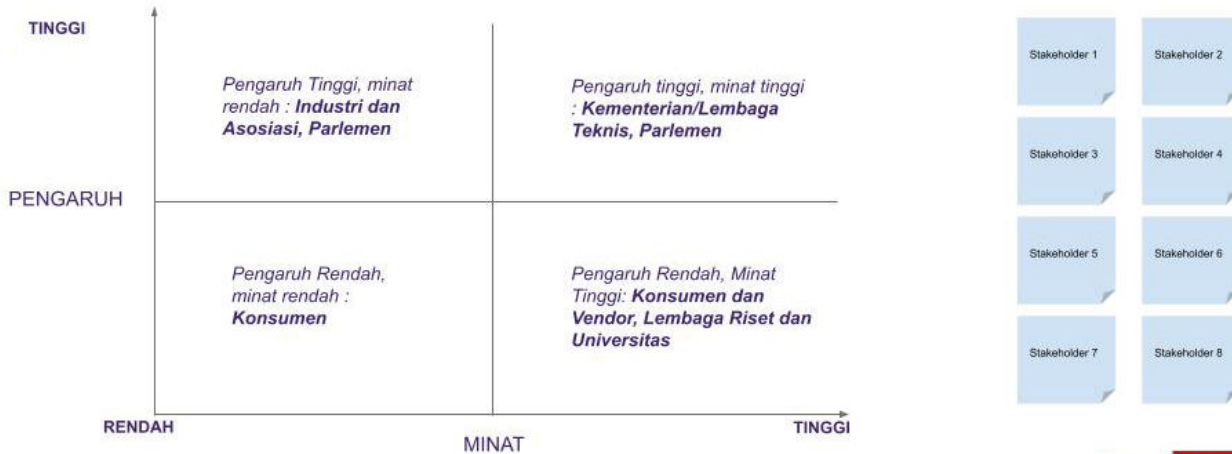 TINGGI
Pengaruh Tinggi, minat
rendah : Industri dan
Asosiasi, Parlemen
Pengaruh tinggi, minat tinggi
: Kementerian/Lembaga
Teknis, Parlemen
PENGARUH
Pengaruh Rendah,
minat rendah :
Konsumen
Pengaruh Rendah, Minat
Tinggi: Konsumen dan
Vendor, Lembaga Riset dan
Universitas
RENDAH
MINAT
TINGGI
Stakeholder 1
Stakeholder 2
Stakeholder 3
Stakeholder 4
Stakeholder 5
Stakeholder 6
Stakeholder 7
Stakeholder 8